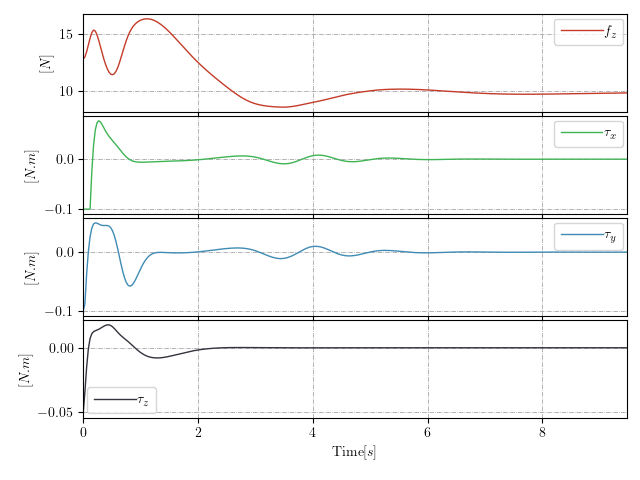 15
10
[N]
f_z
0.0
−0.1
[N.m]
τ_x
0.0
−0.1
[N.m]
τ_y
0.00
−0.05
[N.m]
τ_z
0 2 4 6 8
Time[s]